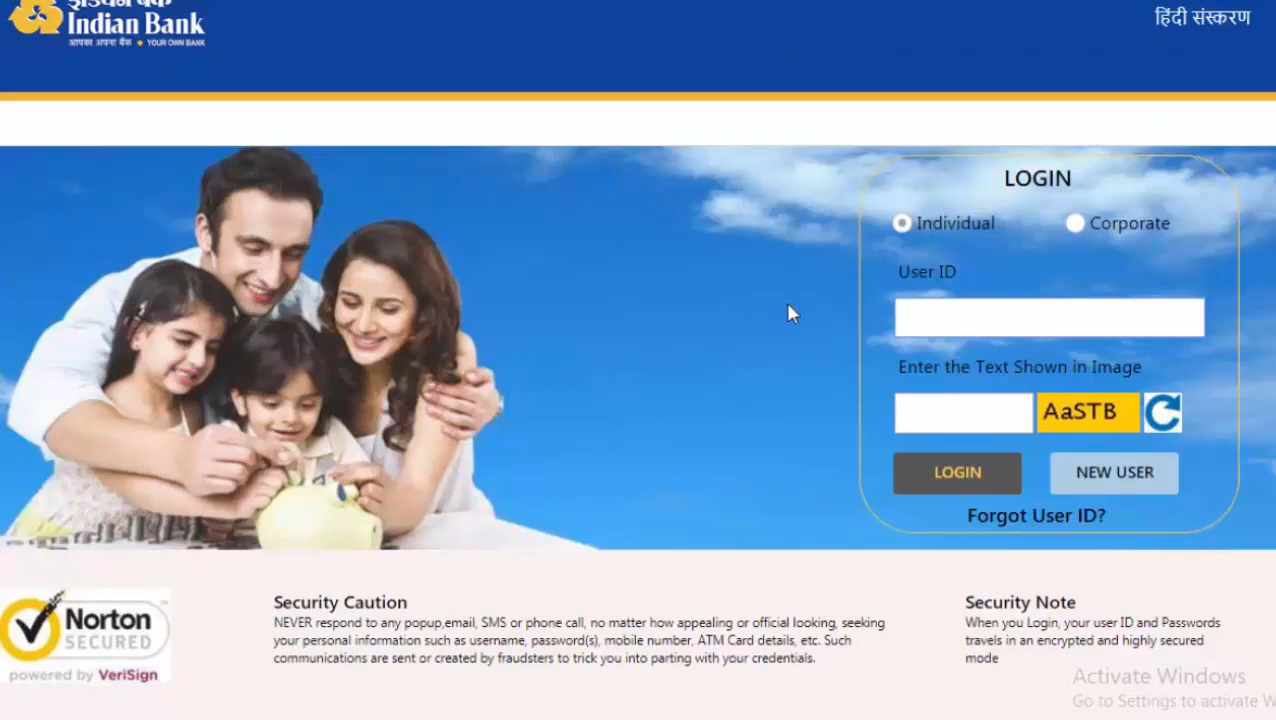 इंडियन बैंक
Indian Bank
आपका अपना बैंक ● YOUR OWN BANK
हिंदी संस्करण
LOGIN
Individual
Corporate
User ID
Enter the Text Shown in Image
AaSTB
LOGIN
NEW USER
Forgot User ID?
Norton
SECURED
powered by VeriSign
Security Caution
NEVER respond to any popup,email, SMS or phone call, no matter how appealing or official looking, seeking
your personal information such as username, password(s), mobile number, ATM Card details, etc. Such
communications are sent or created by fraudsters to trick you into parting with your credentials.
Security Note
When you Login, your user ID and Passwords
travels in an encrypted and highly secured
mode
Activate Windows
Go to Settings to activate W